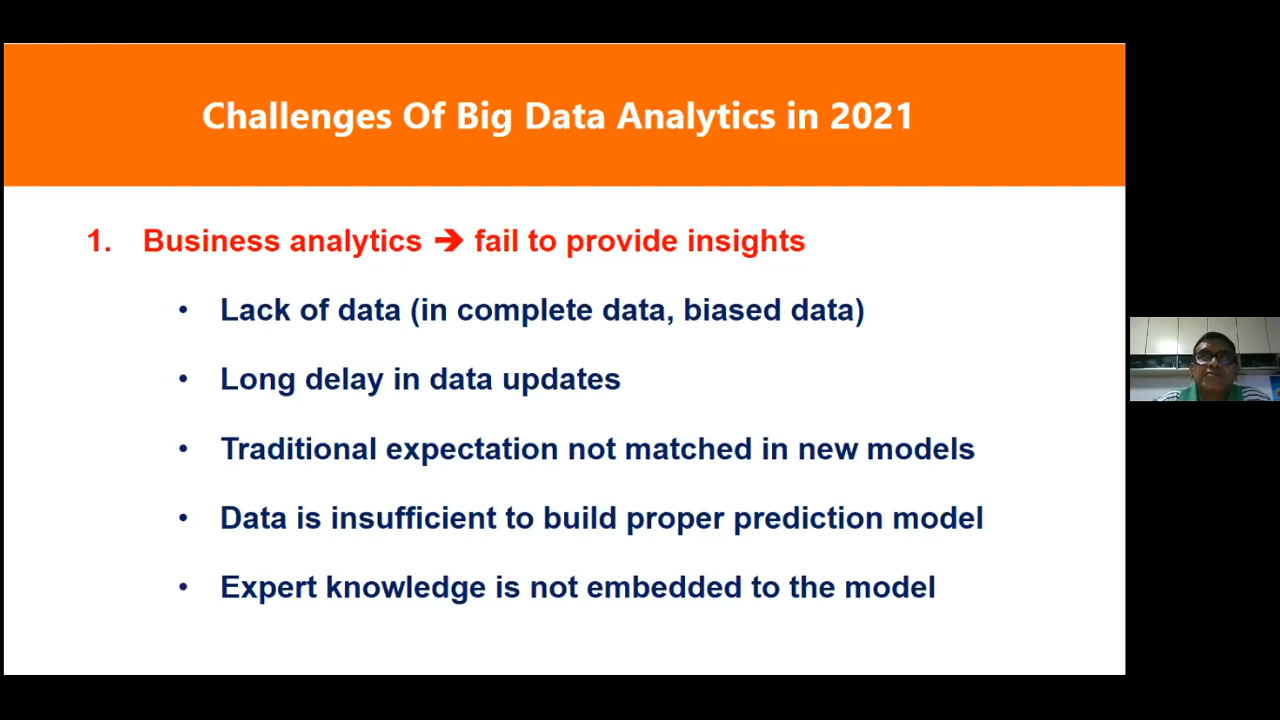 Challenges Of Big Data Analytics in 2021
1. Business analytics ➔ fail to provide insights
• Lack of data (in complete data, biased data)
• Long delay in data updates
• Traditional expectation not matched in new models
• Data is insufficient to build proper prediction model
• Expert knowledge is not embedded to the model